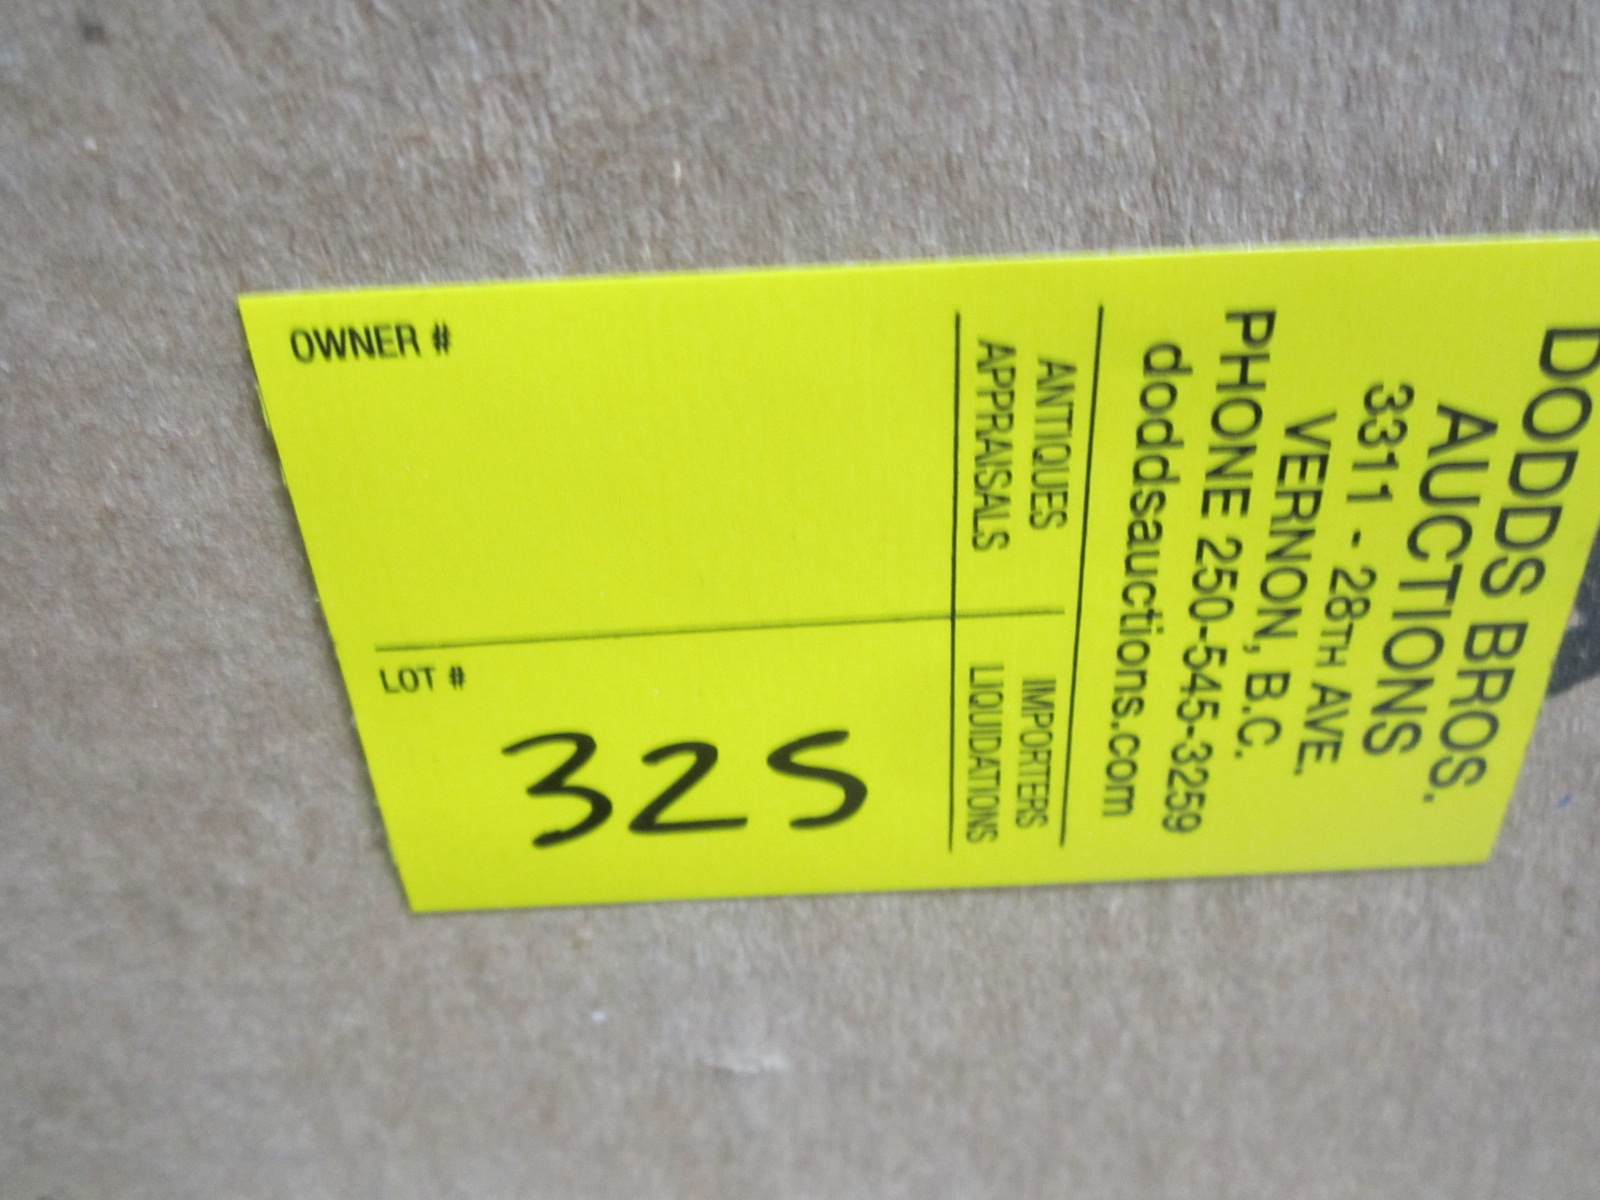 DODDS BROS.
AUCTIONS
3311 - 28TH AVE.
VERNON, B.C.
PHONE 250-545-3259
doddsauctions.com
ANTIQUES IMPORTERS
APPRAISALS LIQUIDATIONS
OWNER #
LOT #
325